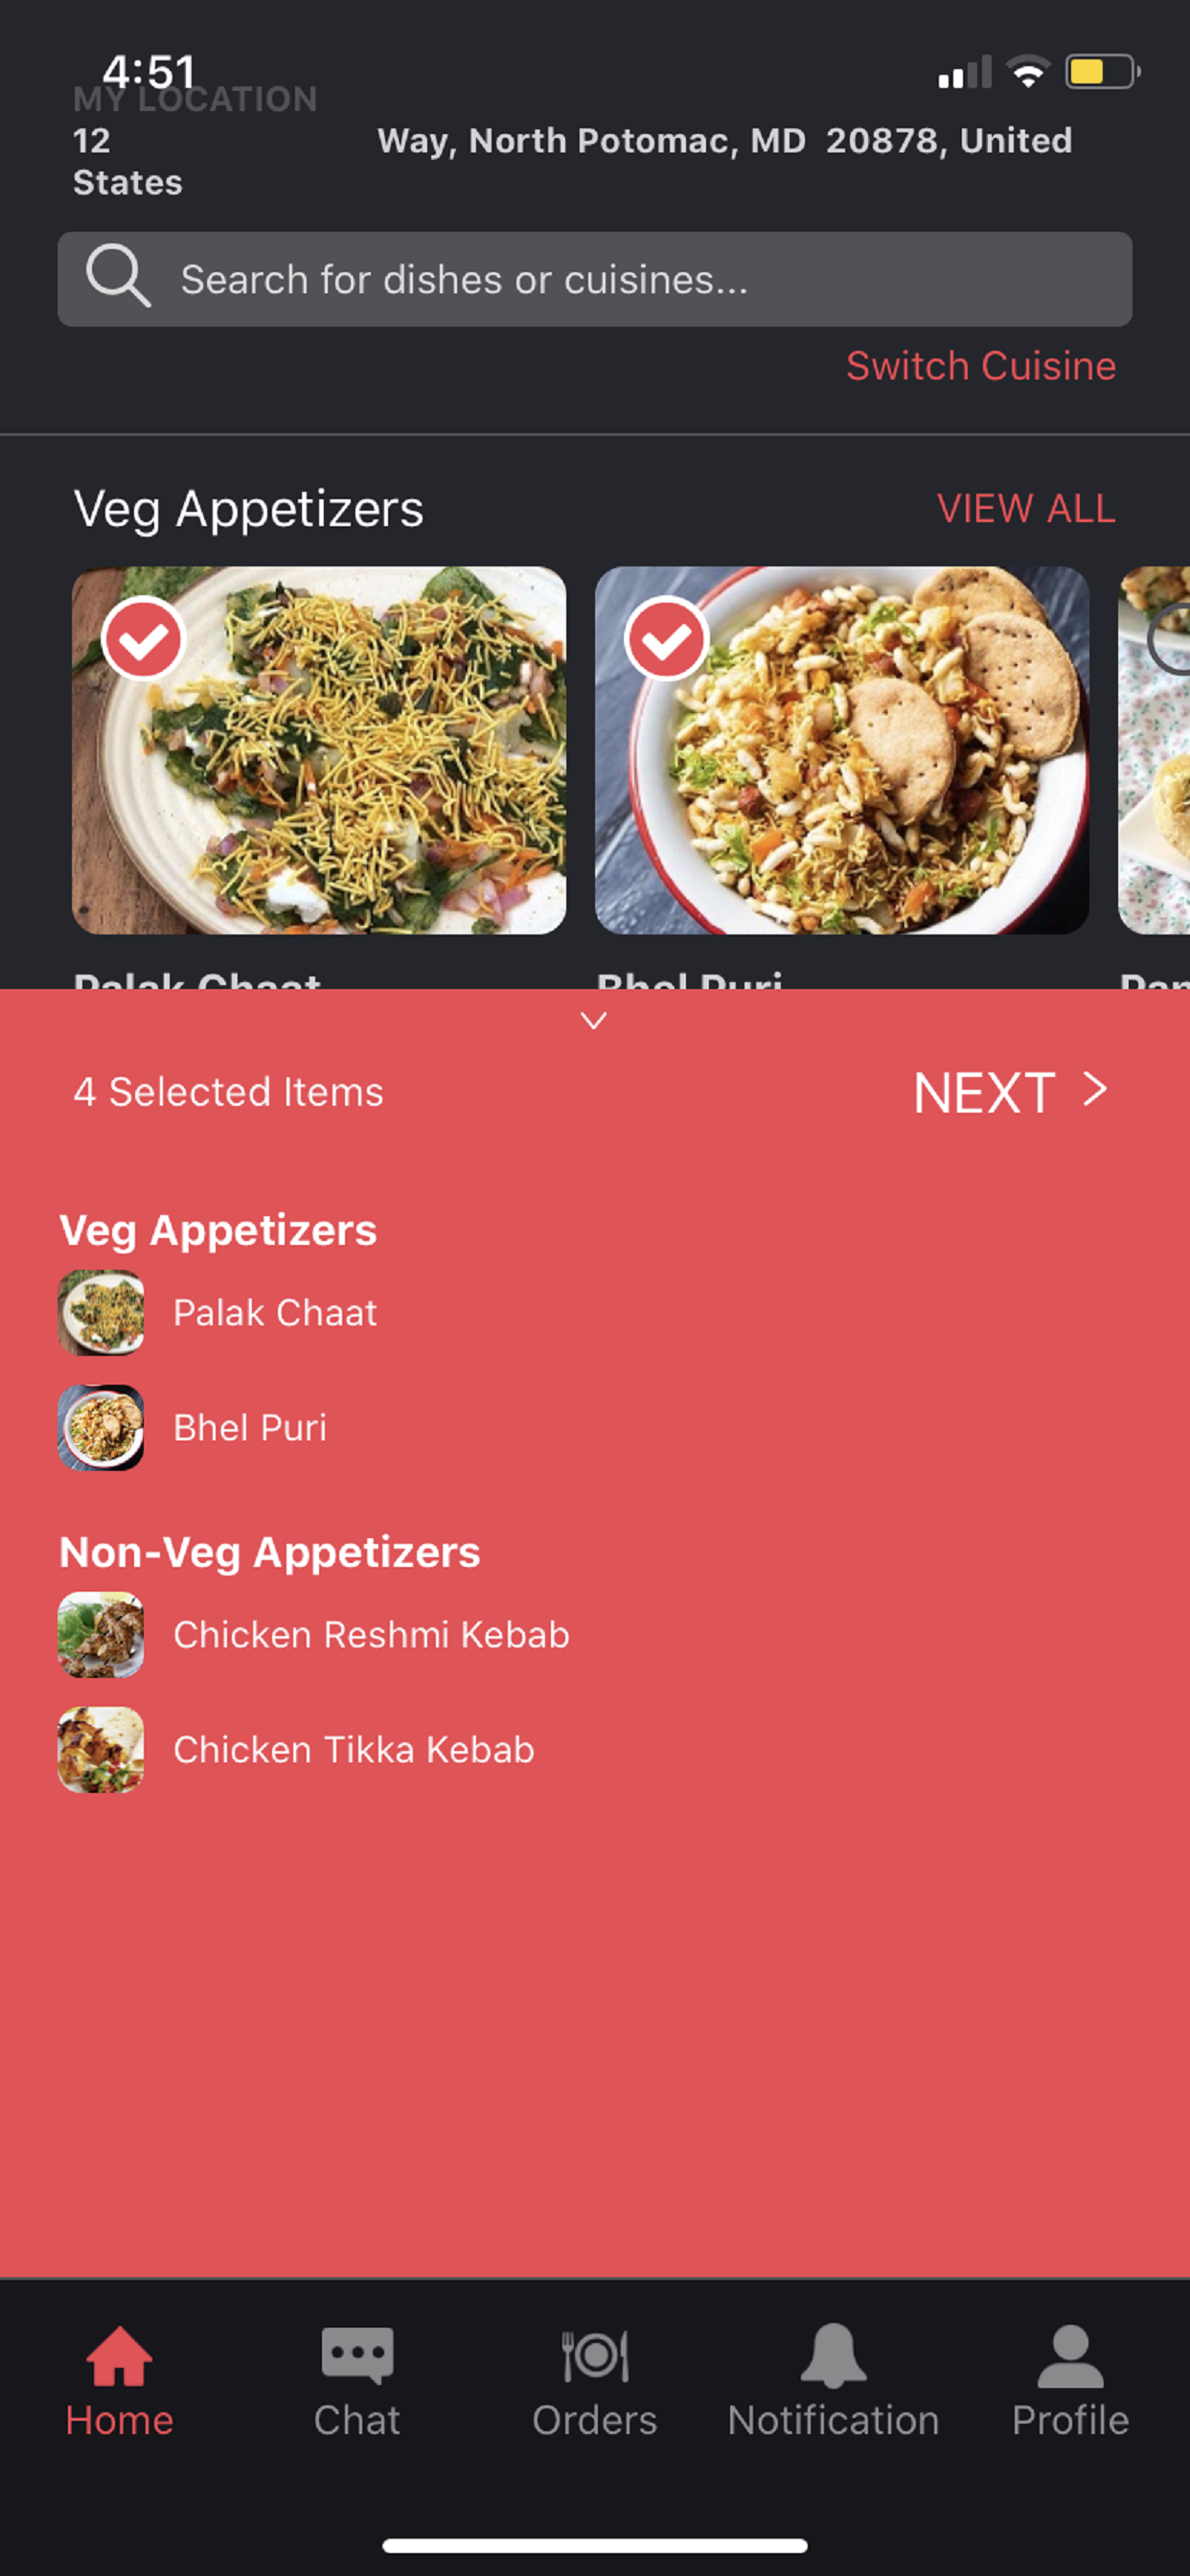 4:51
MY LOCATION
12 Way, North Potomac, MD 20878, United
States
Search for dishes or cuisines...
Switch Cuisine
Veg Appetizers VIEW ALL
Palak Chaat Bhel Puri
4 Selected Items NEXT >
Veg Appetizers
Palak Chaat
Bhel Puri
Non-Veg Appetizers
Chicken Reshmi Kebab
Chicken Tikka Kebab
Home Chat Orders Notification Profile